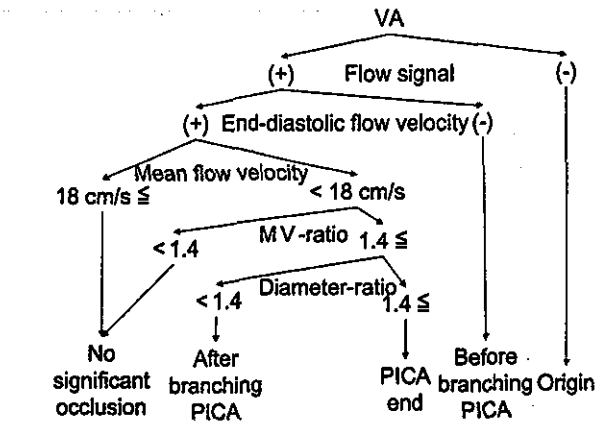 VA
(+) Flow signal (-)
(+) End-diastolic flow velocity (-)
Mean flow velocity
18 cm/s ≦ < 18 cm/s
< 1.4 MV-ratio 1.4 ≦
< 1.4 Diameter-ratio 1.4 ≦
No significant occlusion
After branching PICA
PICA end
Before branching PICA
Origin